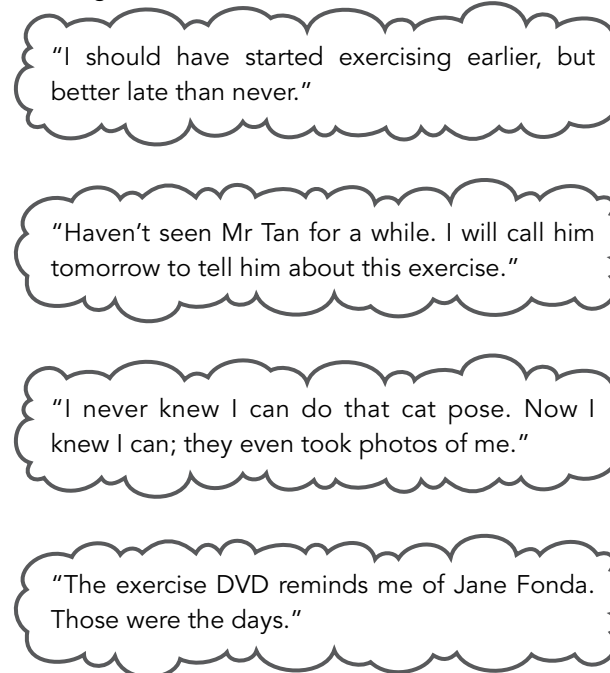 “I should have started exercising earlier, but
better late than never.”
“Haven’t seen Mr Tan for a while. I will call him
tomorrow to tell him about this exercise.”
“I never knew I can do that cat pose. Now I
knew I can; they even took photos of me.”
“The exercise DVD reminds me of Jane Fonda.
Those were the days.”